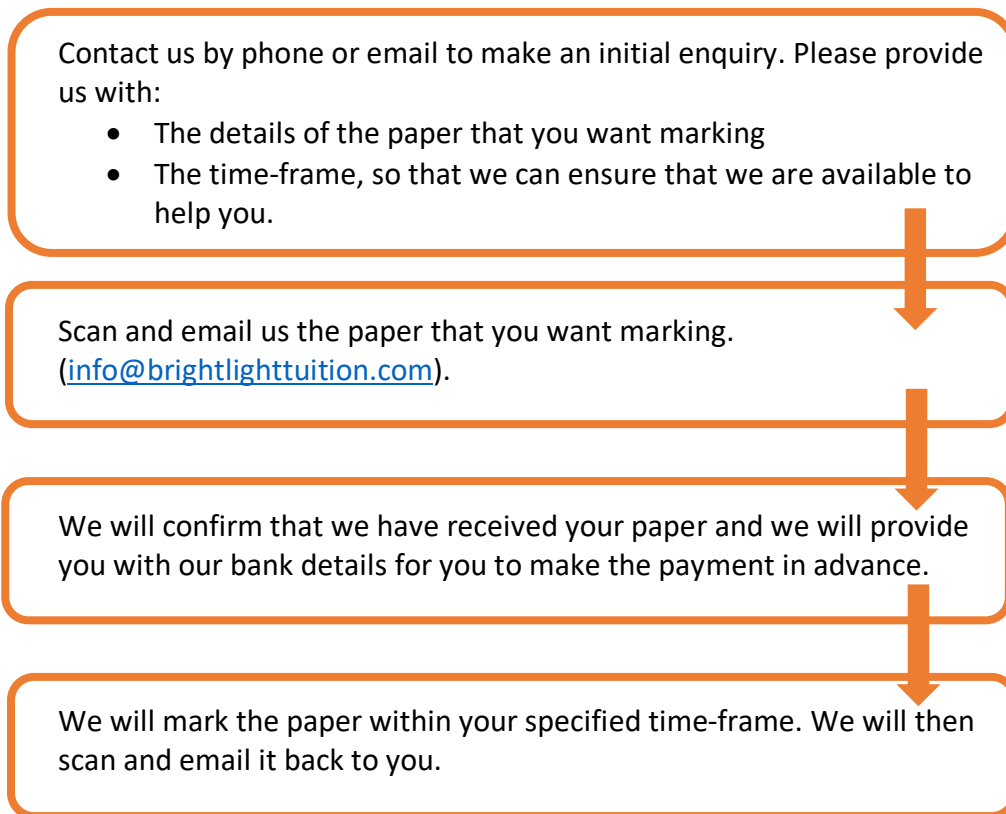 Contact us by phone or email to make an initial enquiry. Please provide
us with:
• The details of the paper that you want marking
• The time-frame, so that we can ensure that we are available to
help you.
Scan and email us the paper that you want marking.
(info@brightlighttuition.com).
We will confirm that we have received your paper and we will provide
you with our bank details for you to make the payment in advance.
We will mark the paper within your specified time-frame. We will then
scan and email it back to you.